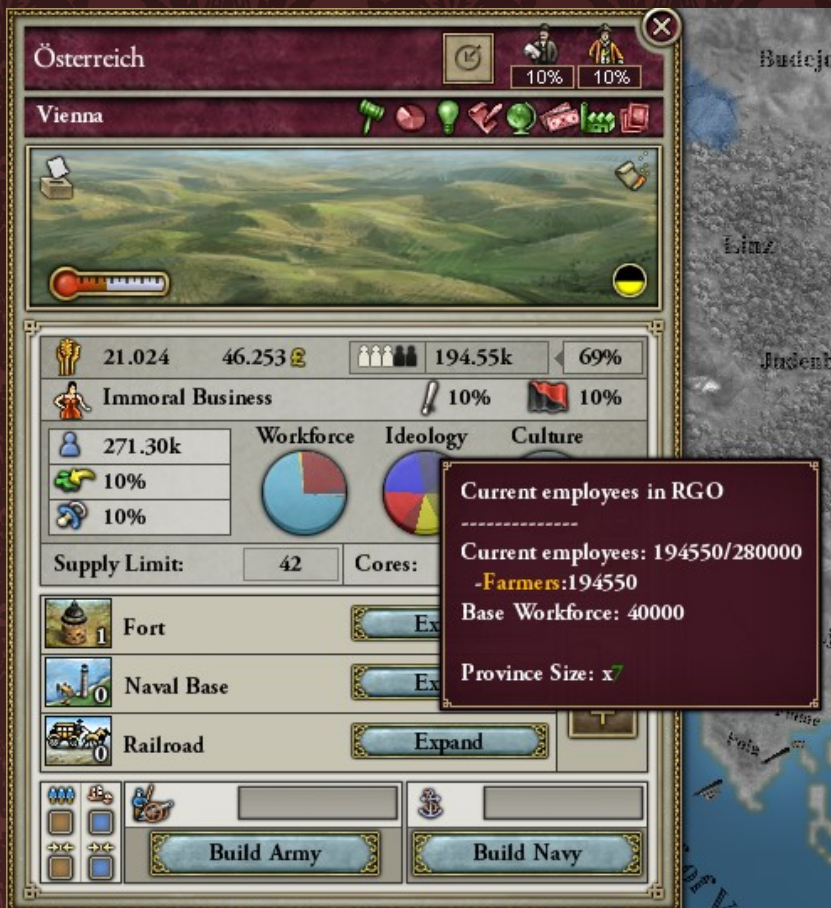 Österreich
10% 10%
Vienna
21.024 46.253£ 194.55k 69%
Immoral Business 10% 10%
271.30k Workforce Ideology Culture
10%
10%
Supply Limit: 42 Cores:
1 Fort Ex
0 Naval Base Ex
0 Railroad Expand
Build Army Build Navy
Current employees in RGO
--------------
Current employees: 194550/280000
-Farmers:194550
Base Workforce: 40000
Province Size: x7
Linz